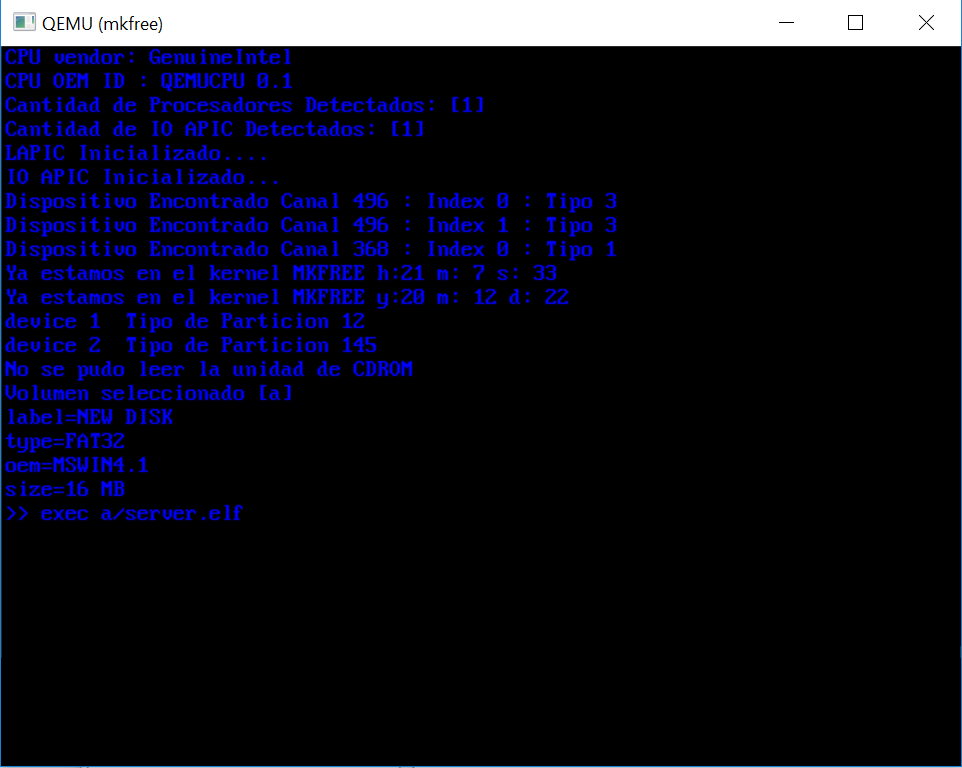 QEMU (mkfree)
CPU vendor: GenuineIntel
CPU OEM ID : QEMUCPU 0.1
Cantidad de Procesadores Detectados: [1]
Cantidad de IO APIC Detectados: [1]
LAPIC Inicializado....
IO APIC Inicializado...
Dispositivo Encontrado Canal 496 : Index 0 : Tipo 3
Dispositivo Encontrado Canal 496 : Index 1 : Tipo 3
Dispositivo Encontrado Canal 368 : Index 0 : Tipo 1
Ya estamos en el kernel MKFREE h:21 m: 7 s: 33
Ya estamos en el kernel MKFREE y:20 m: 12 d: 22
device 1  Tipo de Particion 12
device 2  Tipo de Particion 145
No se pudo leer la unidad de CDROM
Volumen seleccionado [a]
label=NEW DISK
type=FAT32
oem=MSWIN4.1
size=16 MB
>> exec a/server.elf